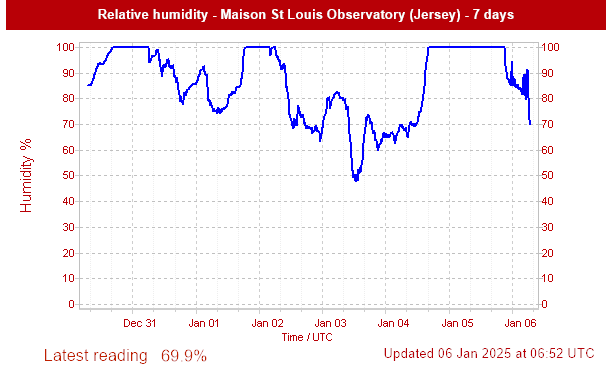 Relative humidity - Maison St Louis Observatory (Jersey) - 7 days
100 100
90 90
80 80
70 70
60 60
50 50
40 40
30 30
20 20
10 10
0 0
Humidity %
Dec 31 Jan 01 Jan 02 Jan 03 Jan 04 Jan 05 Jan 06
Time / UTC
Latest reading 69.9% Updated 06 Jan 2025 at 06:52 UTC